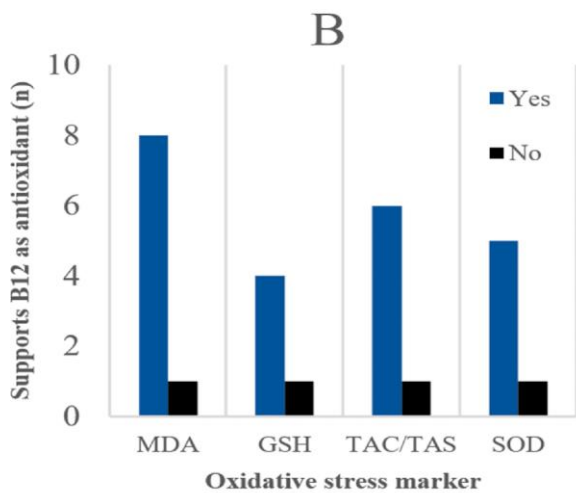 B
Supports B12 as antioxidant (n)
10
8
6
4
2
0
Yes
No
MDA GSH TAC/TAS SOD
Oxidative stress marker